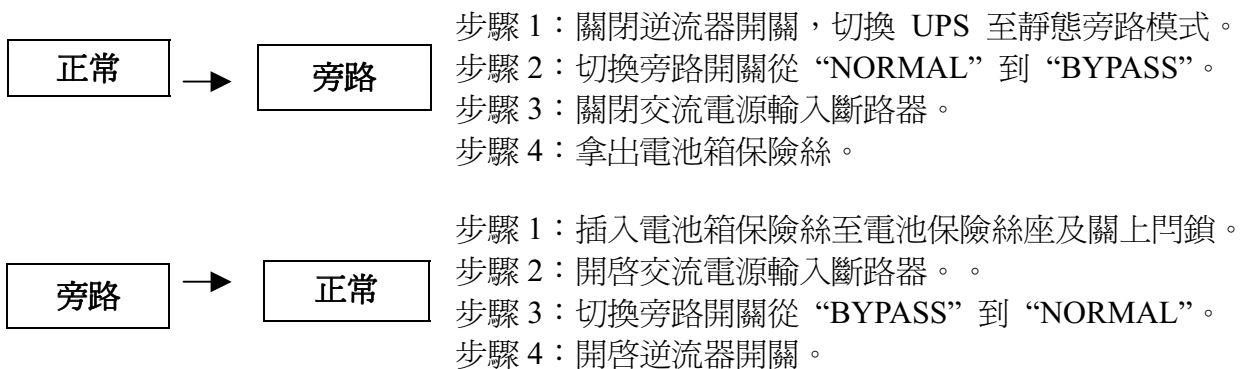 正常
旁路
步驟 1：關閉逆流器開關，切換 UPS 至靜態旁路模式。
步驟 2：切換旁路開關從 “NORMAL” 到 “BYPASS”。
步驟 3：關閉交流電源輸入斷路器。
步驟 4：拿出電池箱保險絲。
旁路
正常
步驟 1：插入電池箱保險絲至電池保險絲座及關上閂鎖。
步驟 2：開啓交流電源輸入斷路器。。
步驟 3：切換旁路開關從 “BYPASS” 到 “NORMAL”。
步驟 4：開啓逆流器開關。